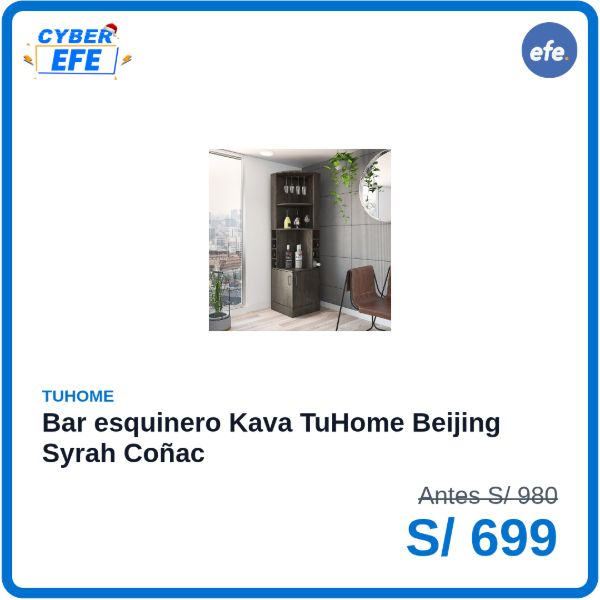 CYBER
EFE
efe.
TUHOME
Bar esquinero Kava TuHome Beijing
Syrah Coñac
Antes S/ 980
S/ 699